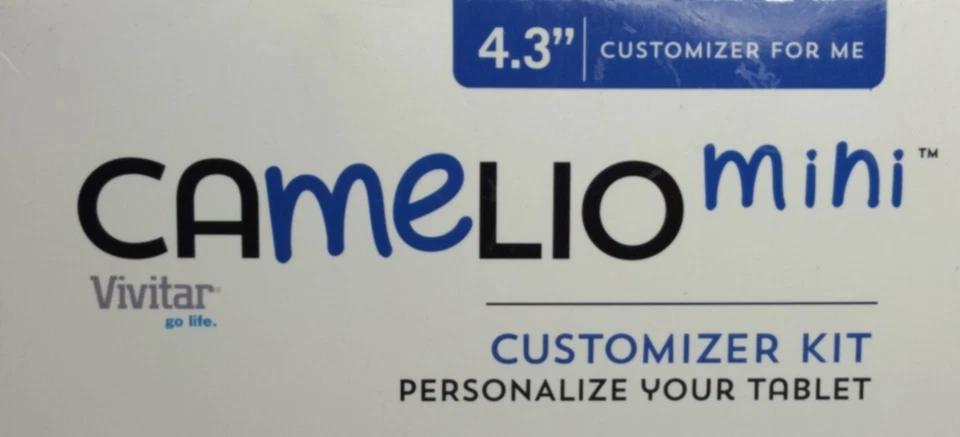 4.3” CUSTOMIZER FOR ME
CAmeLIO mini™
Vivitar®
go life.
CUSTOMIZER KIT
PERSONALIZE YOUR TABLET